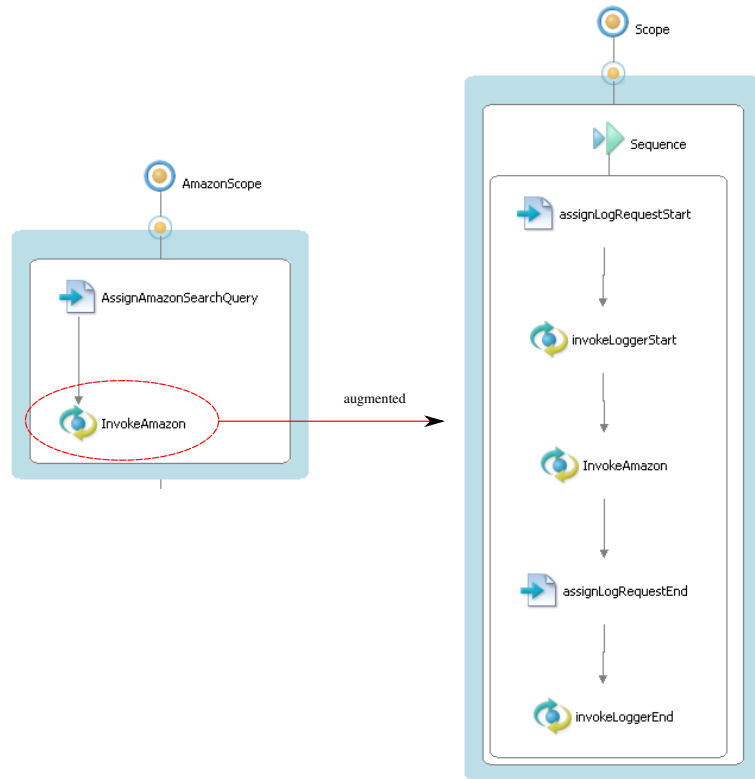 AmazonScope
AssignAmazonSearchQuery
InvokeAmazon
augmented
Scope
Sequence
assignLogRequestStart
invokeLoggerStart
InvokeAmazon
assignLogRequestEnd
invokeLoggerEnd